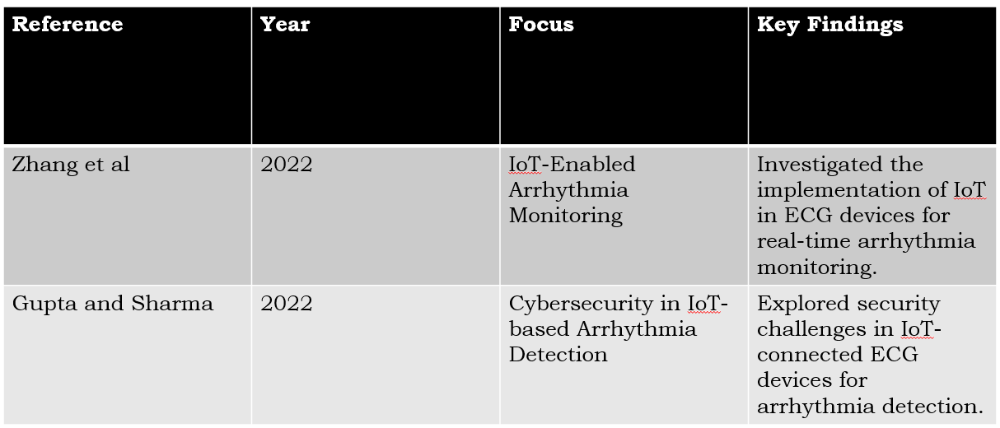 Reference
Year
Focus
Key Findings
Zhang et al
2022
IoT-Enabled
Arrhythmia
Monitoring
Investigated the
implementation of IoT
in ECG devices for
real-time arrhythmia
monitoring.
Gupta and Sharma
2022
Cybersecurity in IoT-
based Arrhythmia
Detection
Explored security
challenges in IoT-
connected ECG
devices for
arrhythmia detection.